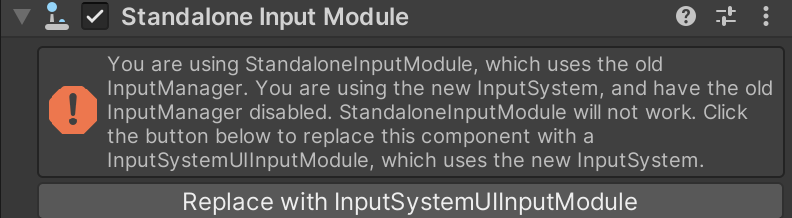 Standalone Input Module
You are using StandaloneInputModule, which uses the old
InputManager. You are using the new InputSystem, and have the old
InputManager disabled. StandaloneInputModule will not work. Click
the button below to replace this component with a
InputSystemUIInputModule, which uses the new InputSystem.
Replace with InputSystemUIInputModule